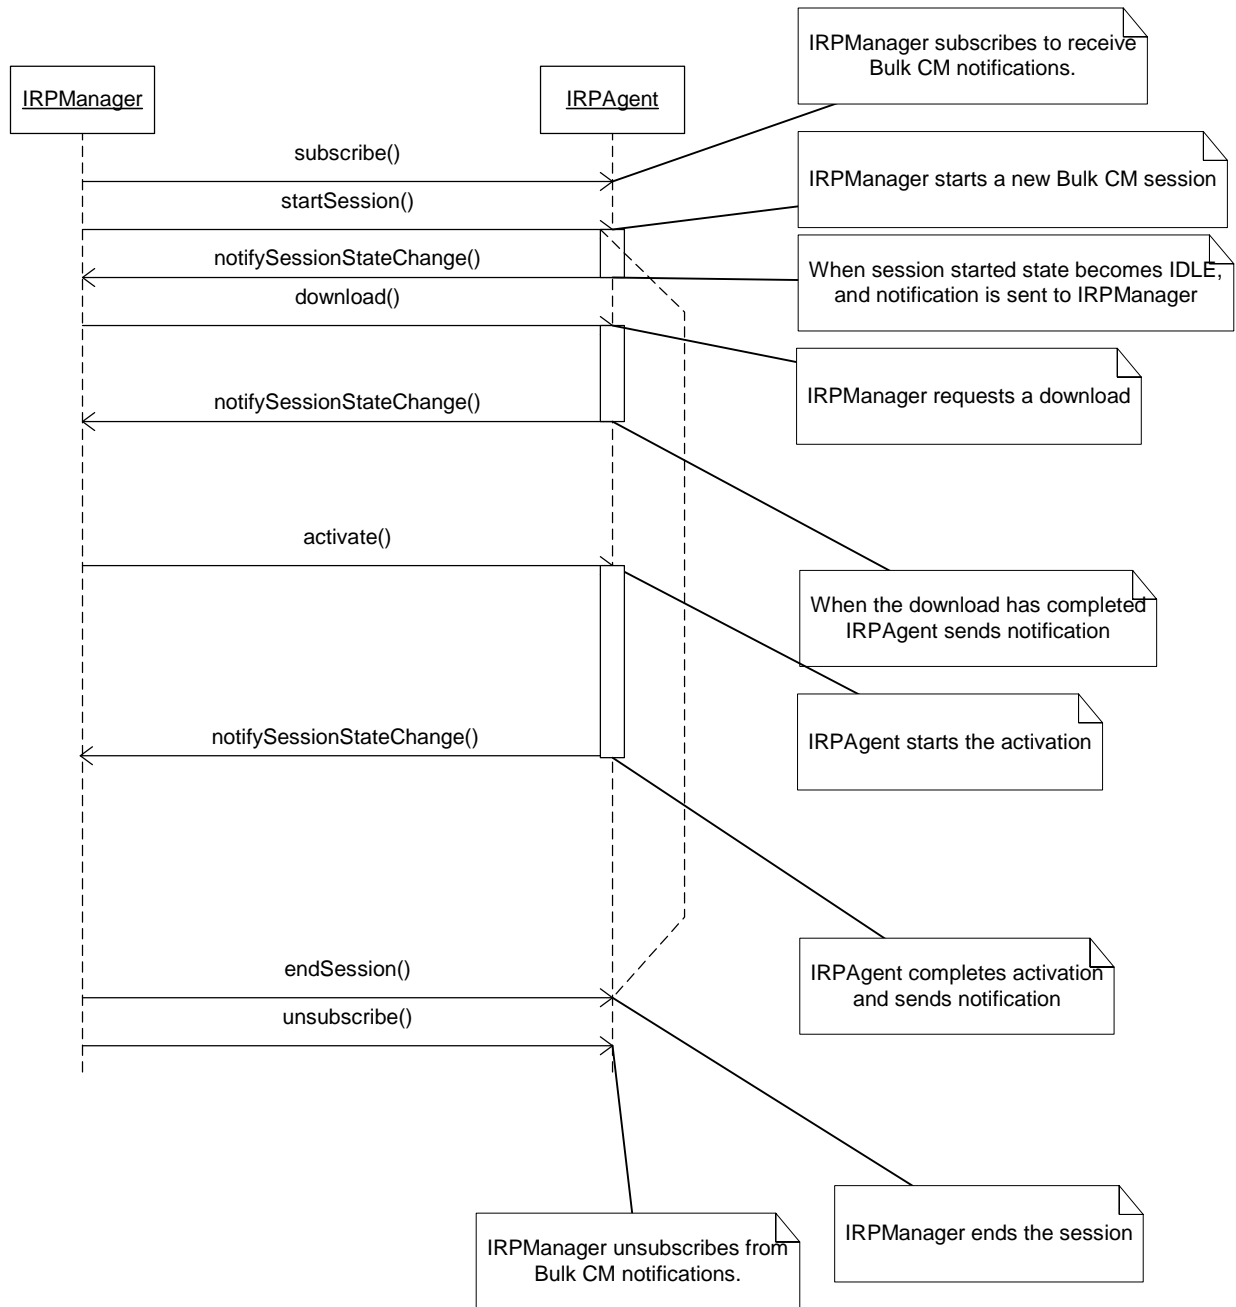 IRPManager subscribes to receive
Bulk CM notifications.
IRPManager
IRPAgent
subscribe()
IRPManager starts a new Bulk CM session
startSession()
notifySessionStateChange()
When session started state becomes IDLE,
and notification is sent to IRPManager
download()
IRPManager requests a download
notifySessionStateChange()
activate()
When the download has completed
IRPAgent sends notification
notifySessionStateChange()
IRPAgent starts the activation
endSession()
IRPAgent completes activation
and sends notification
unsubscribe()
IRPManager ends the session
IRPManager unsubscribes from
Bulk CM notifications.